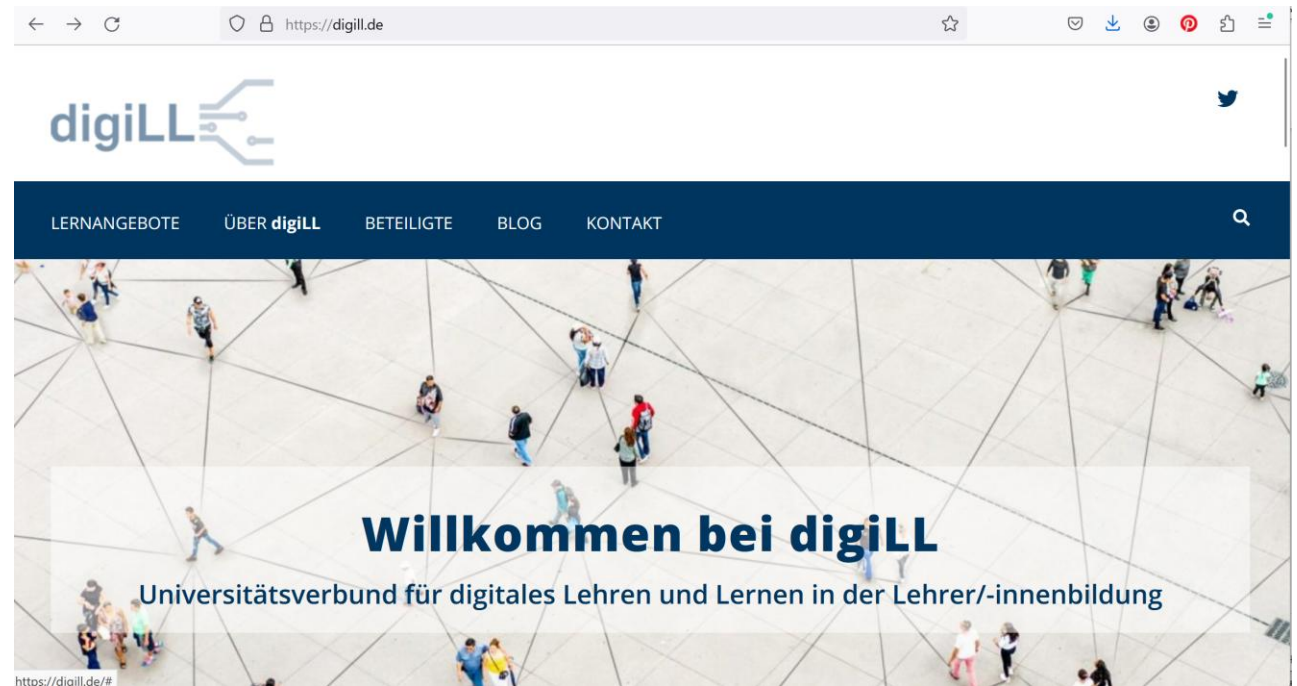 https://digill.de
digiLL
LERNANGEBOTE ÜBER digiLL BETEILIGTE BLOG KONTAKT
Willkommen bei digiLL
Universitätsverbund für digitales Lehren und Lernen in der Lehrer/-innenbildung
https://digill.de/#